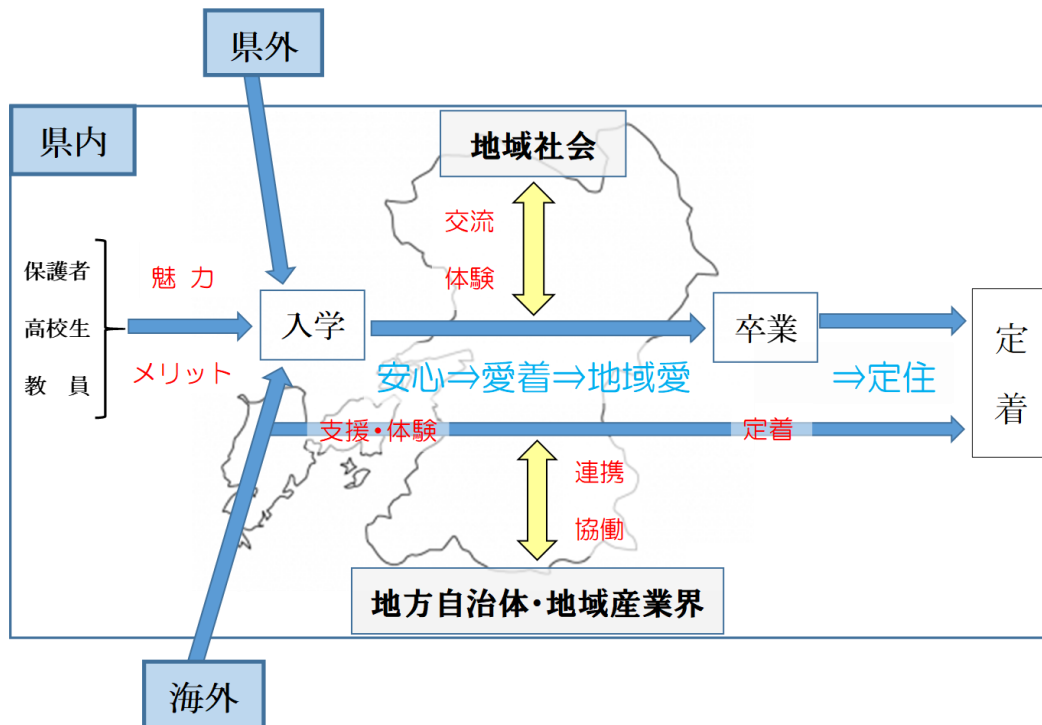 県外
県内
地域社会
交流
体験
保護者
高校生
教 員
魅 力
メリット
入学
卒業
定
着
安心⇒愛着⇒地域愛
⇒定住
支援・体験
定着
連携
協働
地方自治体・地域産業界
海外